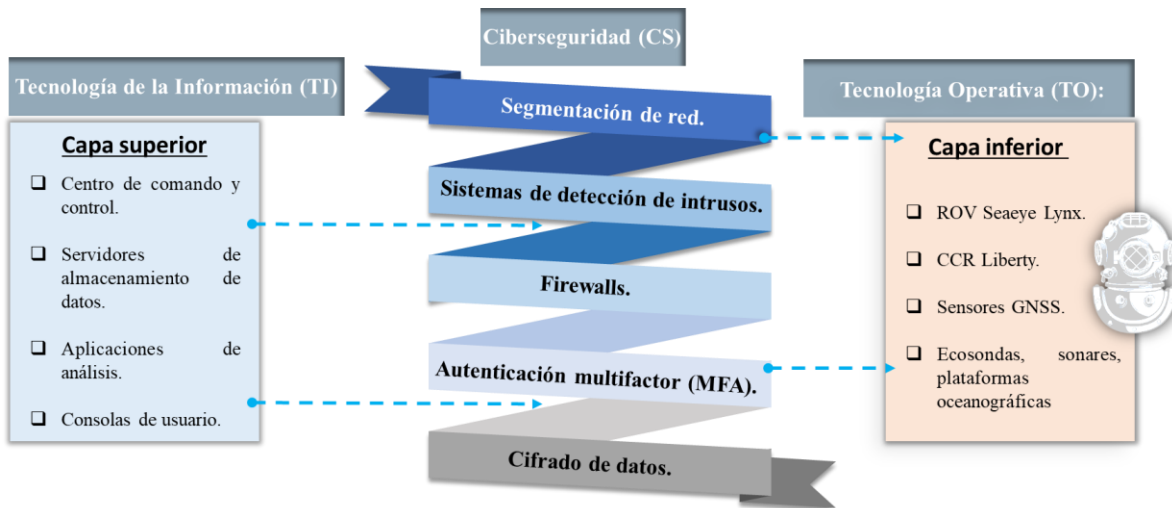 Ciberseguridad (CS)
Tecnología de la Información (TI)
Capa superior
Centro de comando y
control.
Servidores de
almacenamiento de
datos.
Aplicaciones de
análisis.
Consolas de usuario.
Segmentación de red.
Sistemas de detección de intrusos.
Firewalls.
Autenticación multifactor (MFA).
Cifrado de datos.
Tecnología Operativa (TO):
Capa inferior
ROV Seaeye Lynx.
CCR Liberty.
Sensores GNSS.
Ecosondas, sonares,
plataformas
oceanográficas